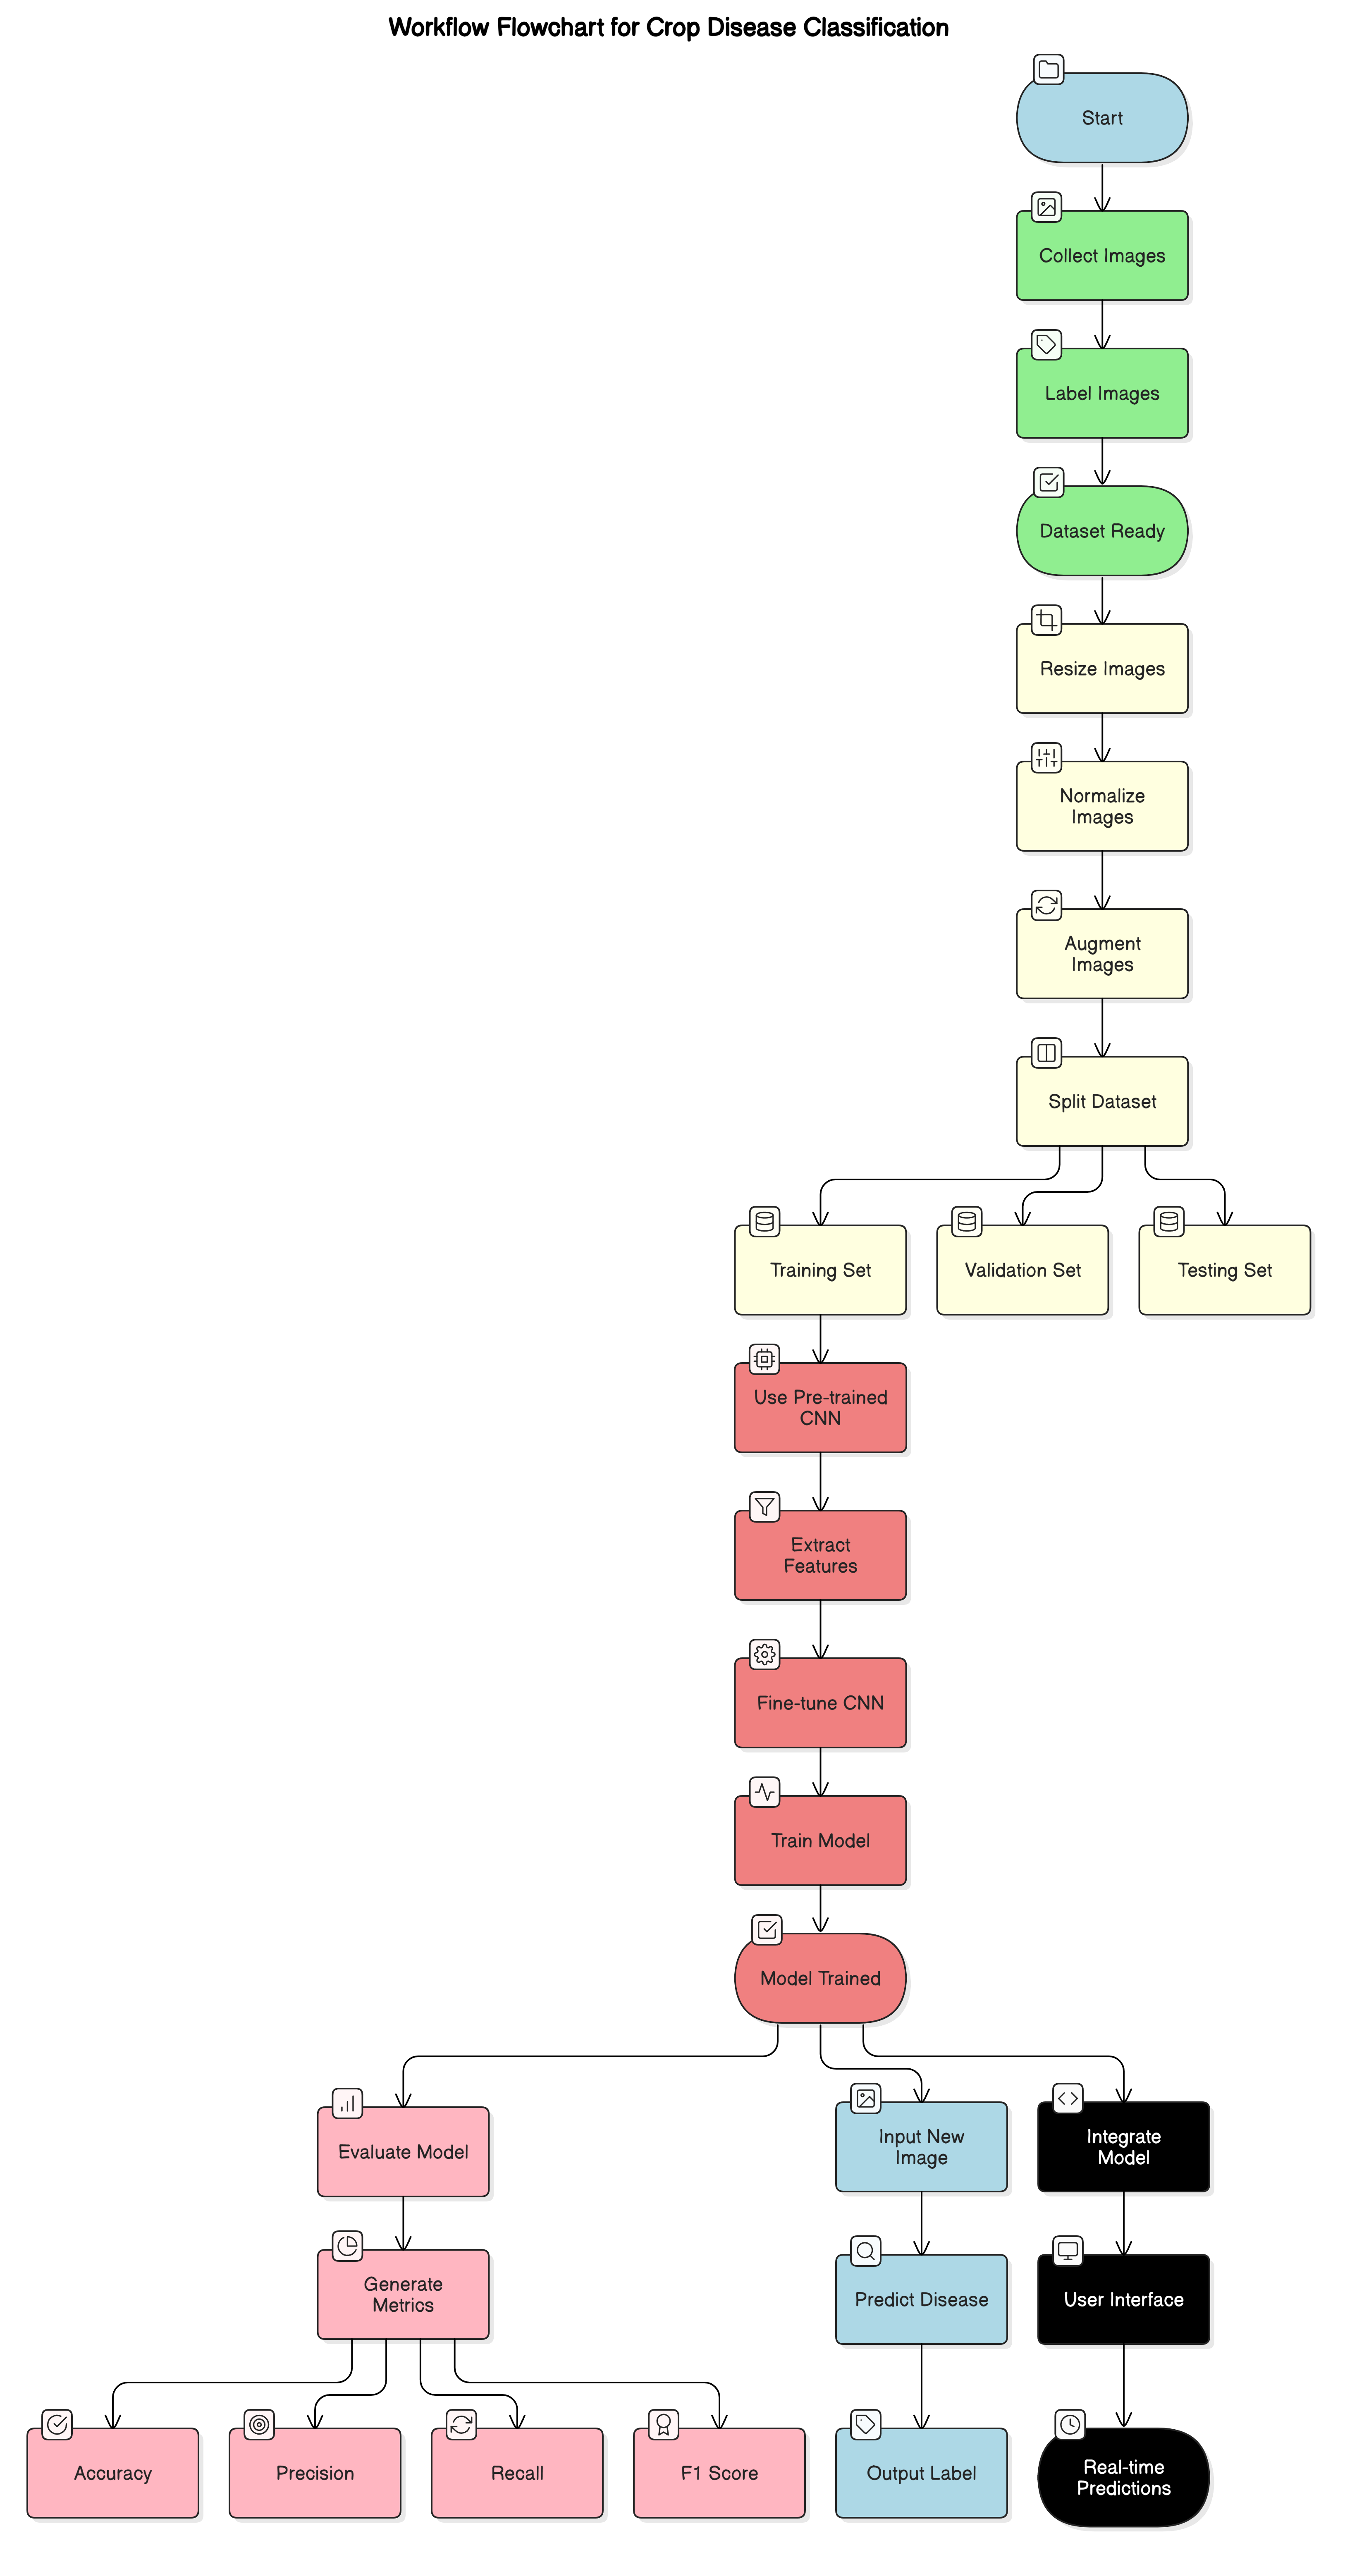 Workflow Flowchart for Crop Disease Classification
Start
Collect Images
Label Images
Dataset Ready
Resize Images
Normalize
Images
Augment
Images
Split Dataset
Training Set
Validation Set
Testing Set
Use Pre-trained
CNN
Extract
Features
Fine-tune CNN
Train Model
Model Trained
Evaluate Model
Input New
Image
Integrate
Model
Generate
Metrics
Predict Disease
User Interface
Accuracy
Precision
Recall
F1 Score
Output Label
Real-time
Predictions